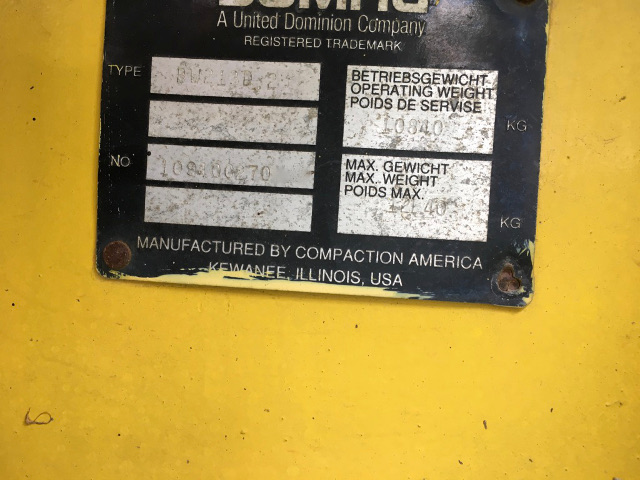 BOMAG
A United Dominion Company
REGISTERED TRADEMARK
TYPE
BETRIEBSGEWICHT
OPERATING WEIGHT
POIDS DE SERVISE
10840 KG
NO
MAX. GEWICHT
MAX. WEIGHT
POIDS MAX.
KG
MANUFACTURED BY COMPACTION AMERICA
KEWANEE, ILLINOIS, USA